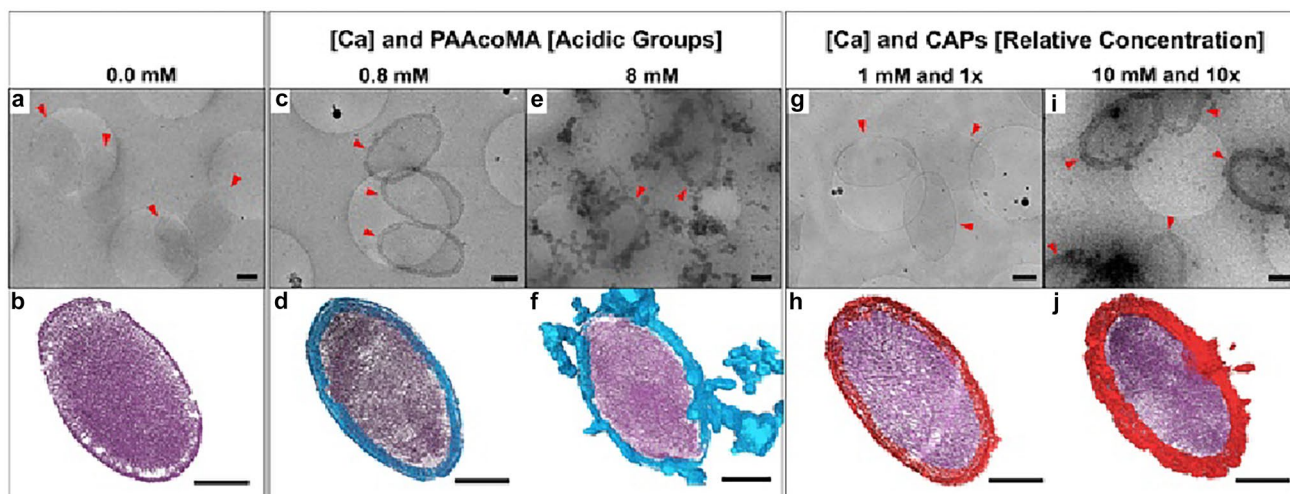 [Ca] and PAAcoMA [Acidic Groups]
[Ca] and CAPs [Relative Concentration]
0.0 mM
0.8 mM
8 mM
1 mM and 1x
10 mM and 10x
a
c
e
g
i
b
d
f
h
j